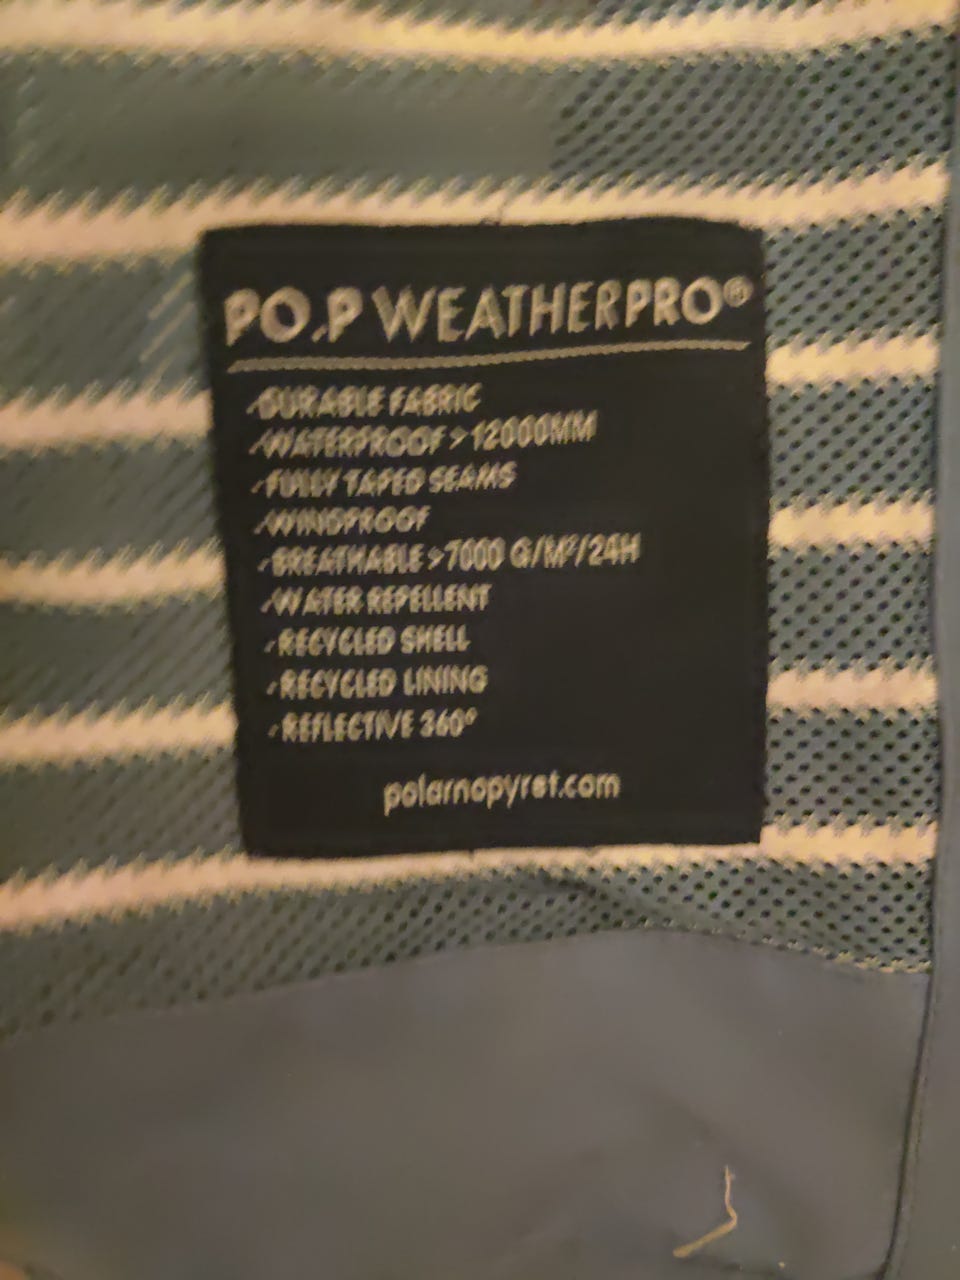 PO.P WEATHERPRO®
-DURABLE FABRIC
-WATERPROOF > 12000MM
-FULLY TAPED SEAMS
-WINDPROOF
-BREATHABLE > 7000 G/M²/24H
-WATER REPELLENT
-RECYCLED SHELL
-RECYCLED LINING
-REFLECTIVE 360°
polarnopyret.com